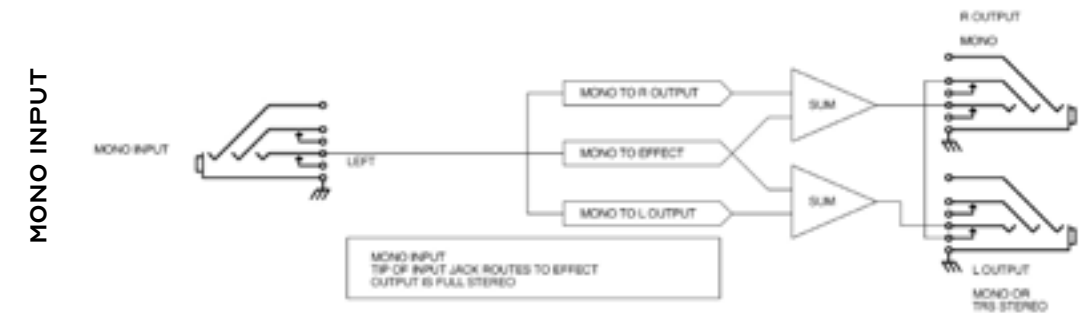 MONO INPUT
R OUTPUT
MONO
MONO TO R OUTPUT
SUM
MONO INPUT
LEFT
MONO TO EFFECT
MONO TO L OUTPUT
SUM
MONO INPUT
TIP OF INPUT JACK ROUTES TO EFFECT
OUTPUT IS FULL STEREO
L OUTPUT
MONO OR
TRS STEREO